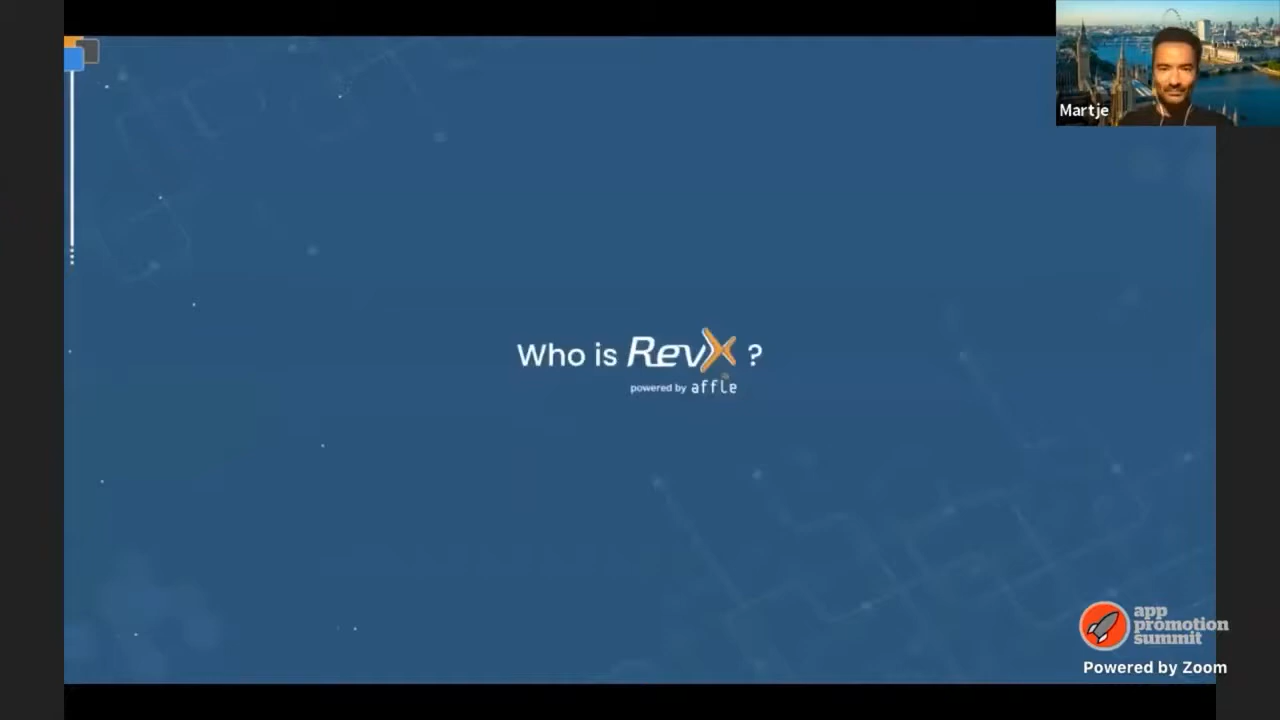 Martje
Who is RevX ?
powered by affle
app
promotion
summit
Powered by Zoom